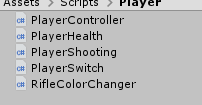 Assets > Scripts > Player
PlayerController
PlayerHealth
PlayerShooting
PlayerSwitch
RifleColorChanger